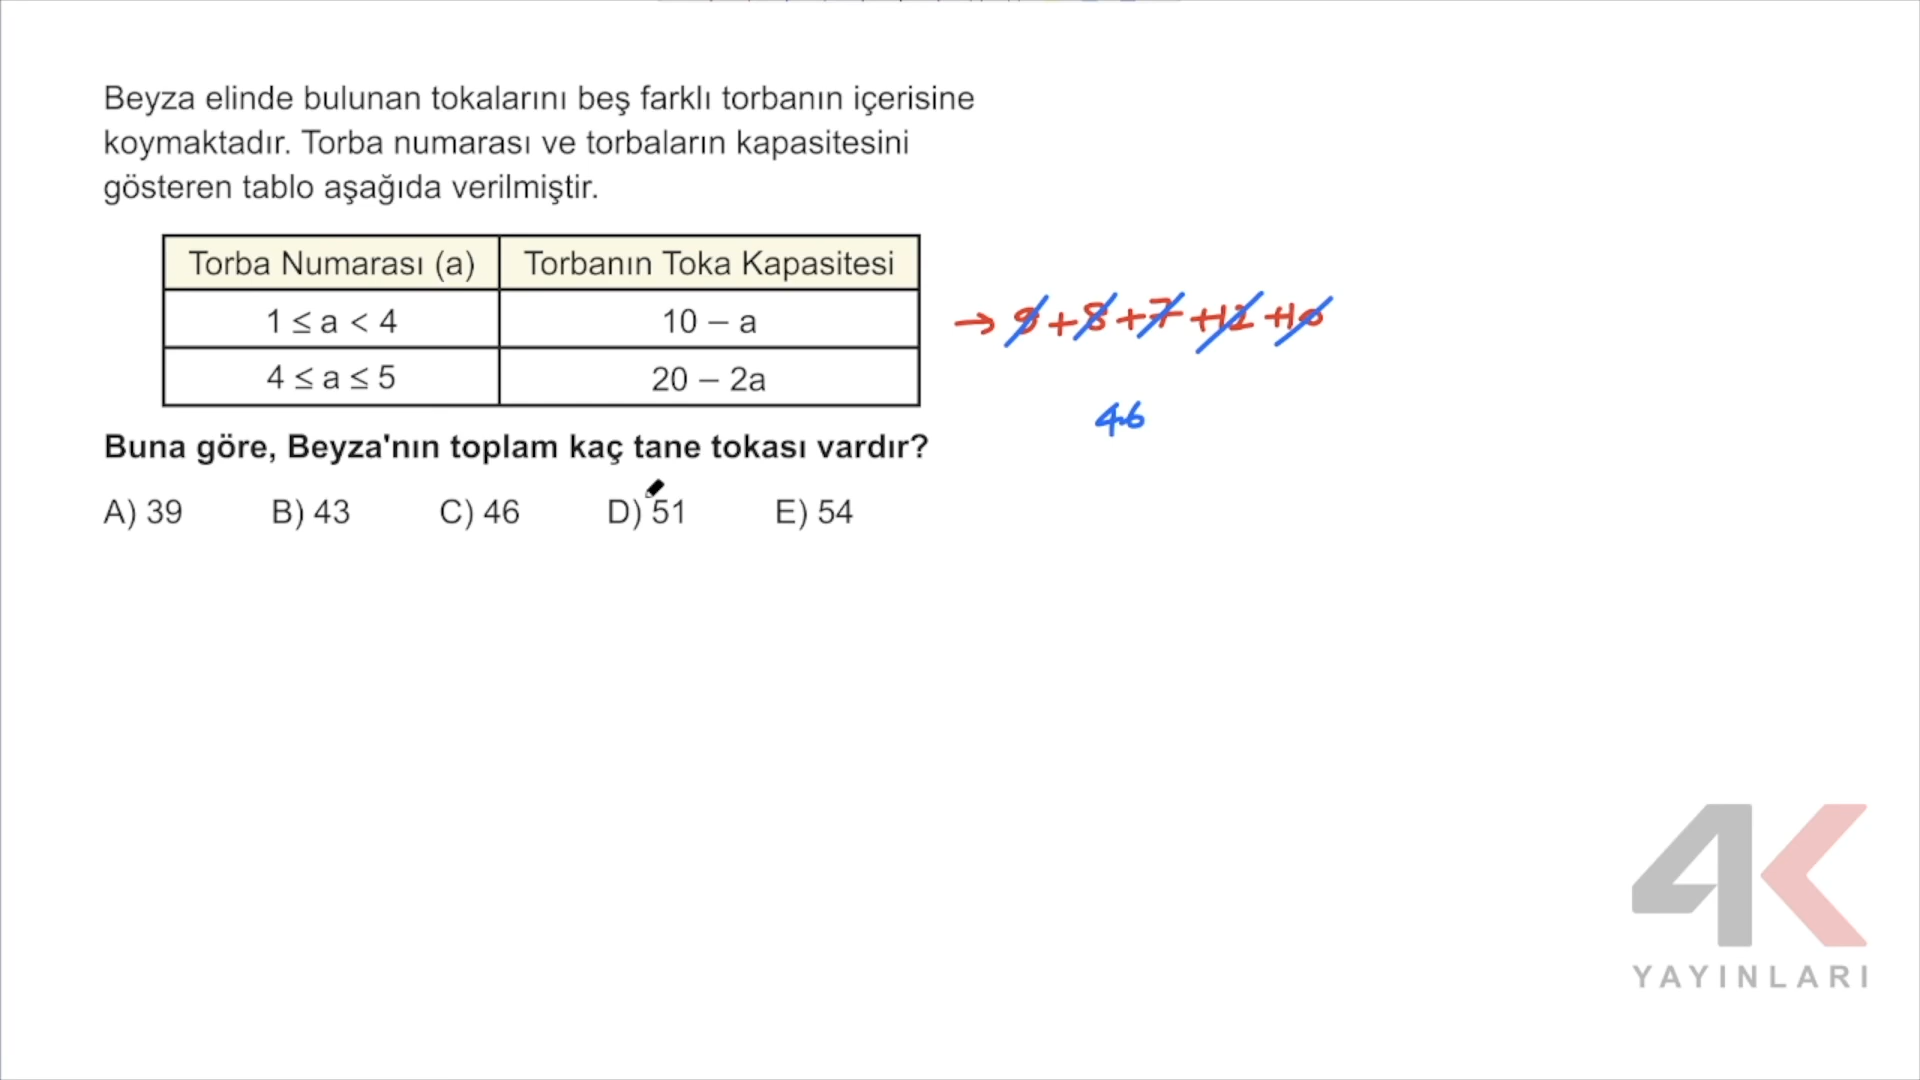 Beyza elinde bulunan tokalarını beş farklı torbanın içerisine
koymaktadır. Torba numarası ve torbaların kapasitesini
gösteren tablo aşağıda verilmiştir.
Torba Numarası (a) Torbanın Toka Kapasitesi
1 ≤ a < 4 10 – a
4 ≤ a ≤ 5 20 – 2a
→ 9+8+7+12+10
46
Buna göre, Beyza'nın toplam kaç tane tokası vardır?
A) 39 B) 43 C) 46 D) 51 E) 54
4K
YAYINLARI